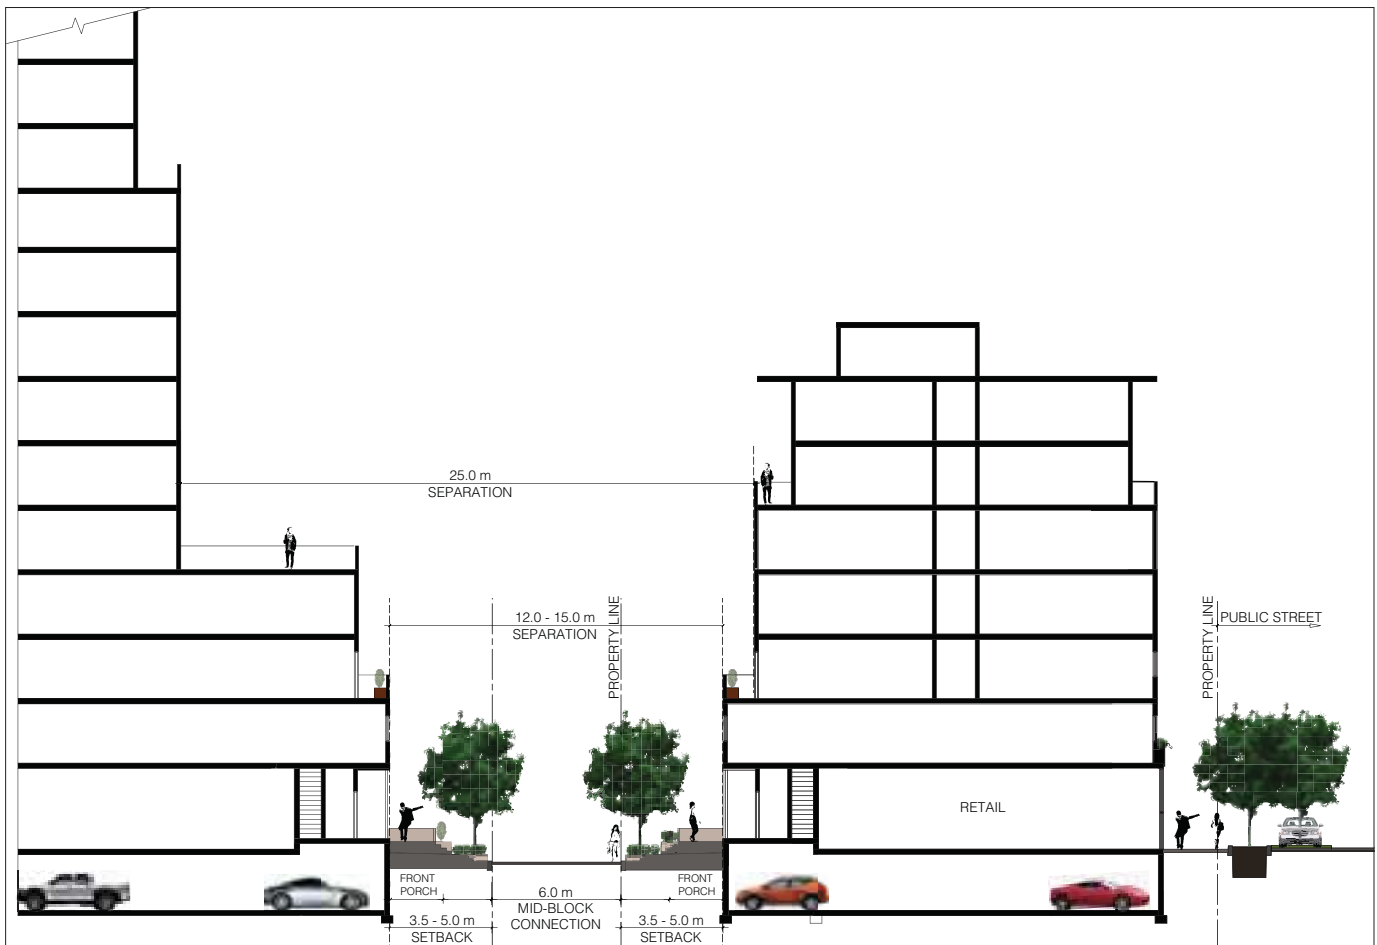 25.0 m
SEPARATION
12.0 - 15.0 m
SEPARATION
PROPERTY LINE
PROPERTY LINE
PUBLIC STREET
RETAIL
FRONT
PORCH
6.0 m
MID-BLOCK
CONNECTION
FRONT
PORCH
3.5 - 5.0 m
SETBACK
3.5 - 5.0 m
SETBACK